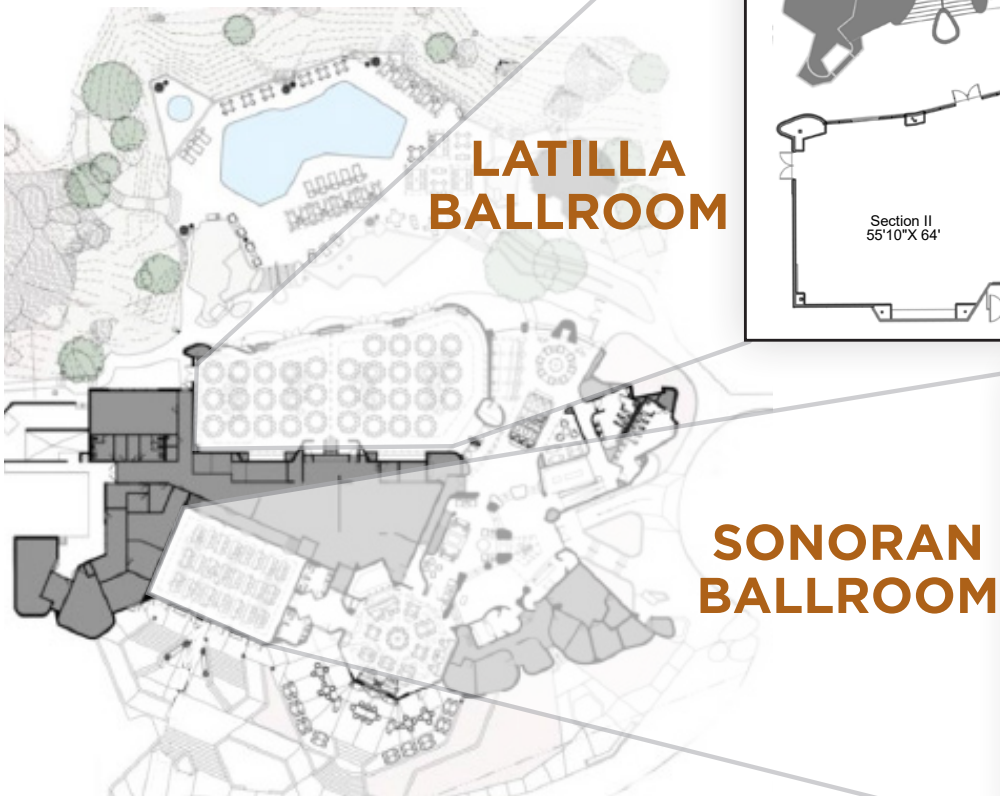 LATILLA
BALLROOM
Section II
55'10"X 64'
SONORAN
BALLROOM